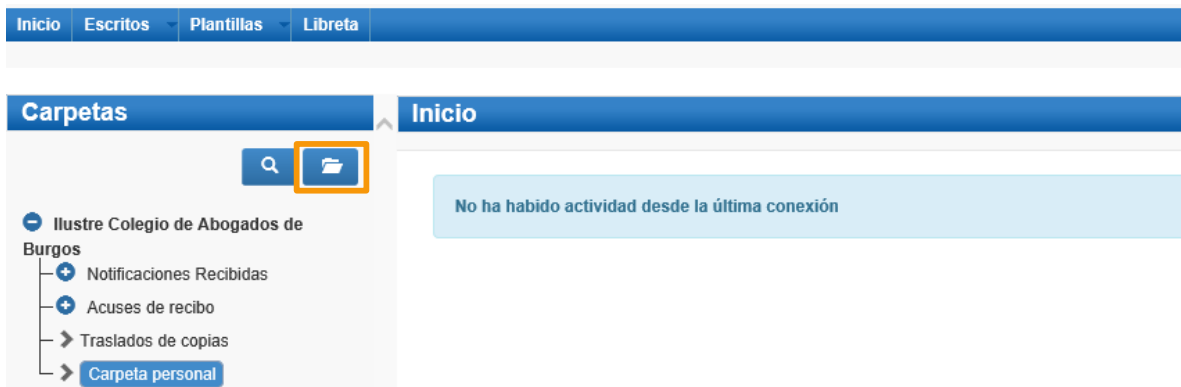 Inicio Escritos Plantillas Libreta
Carpetas
Inicio
No ha habido actividad desde la última conexión
Ilustre Colegio de Abogados de
Burgos
Notificaciones Recibidas
Acuses de recibo
Traslados de copias
Carpeta personal